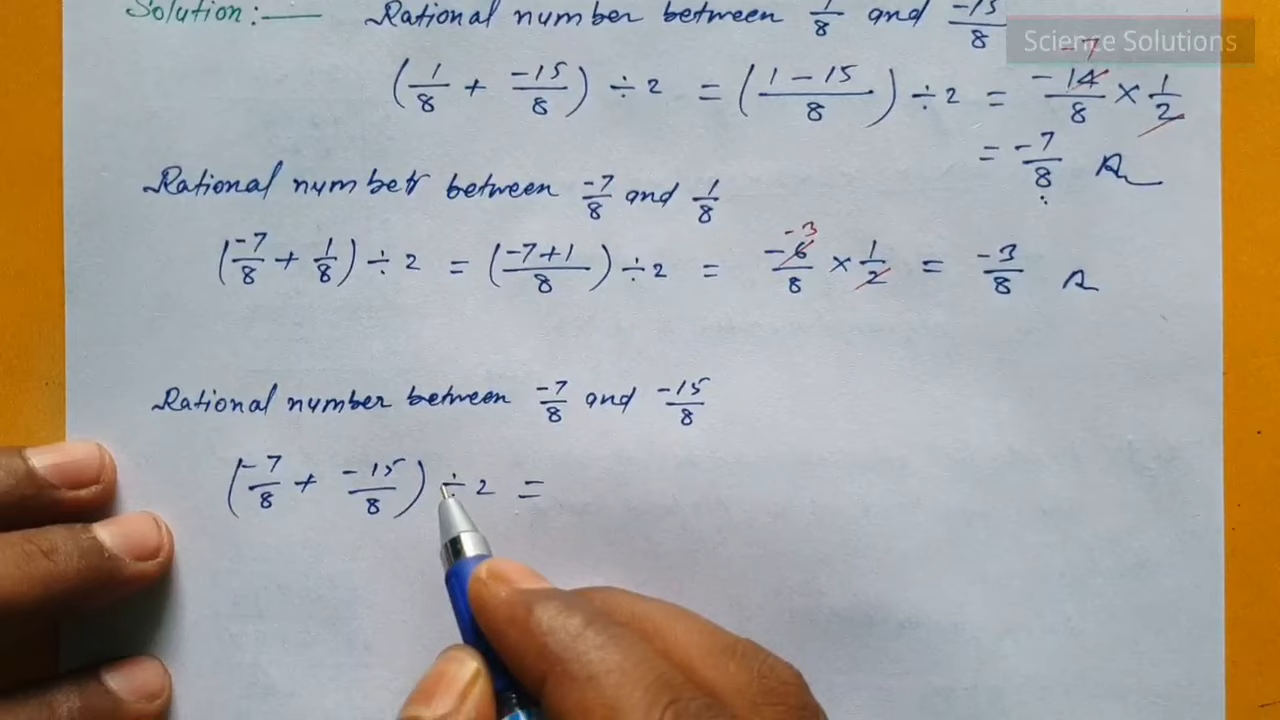 Solution :— Rational number between 1/8 and -15/8
Science Solutions
(1/8 + -15/8) ÷ 2 = (1 - 15/8) ÷ 2 = -14/8 × 1/2
-7
= -7/8
Rational number between -7/8 and 1/8
(-7/8 + 1/8) ÷ 2 = (-7+1/8) ÷ 2 = -6/8 × 1/2 = -3/8
-3
Rational number between -7/8 and -15/8
(-7/8 + -15/8) ÷ 2 =